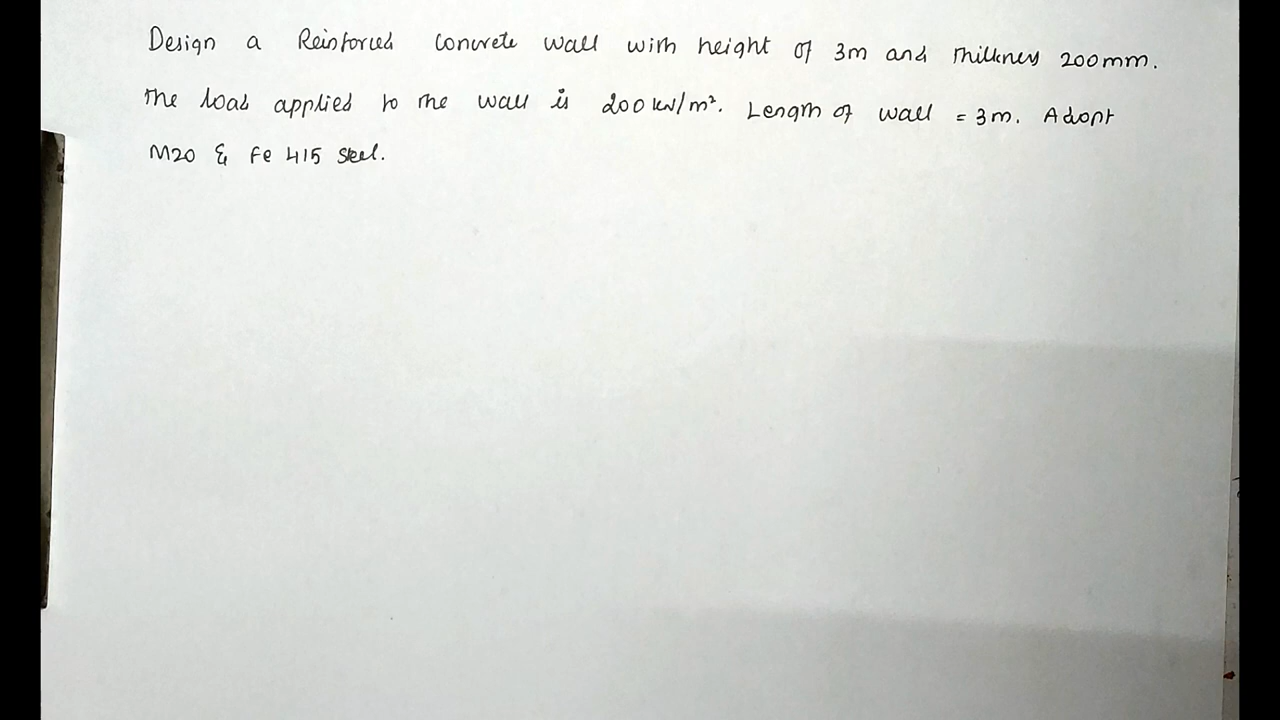 Design a Reinforced concrete wall with height of 3m and thickness 200mm.
The load applied to the wall is 200 kN/m². Length of wall = 3m. Adopt
M20 & Fe 415 steel.